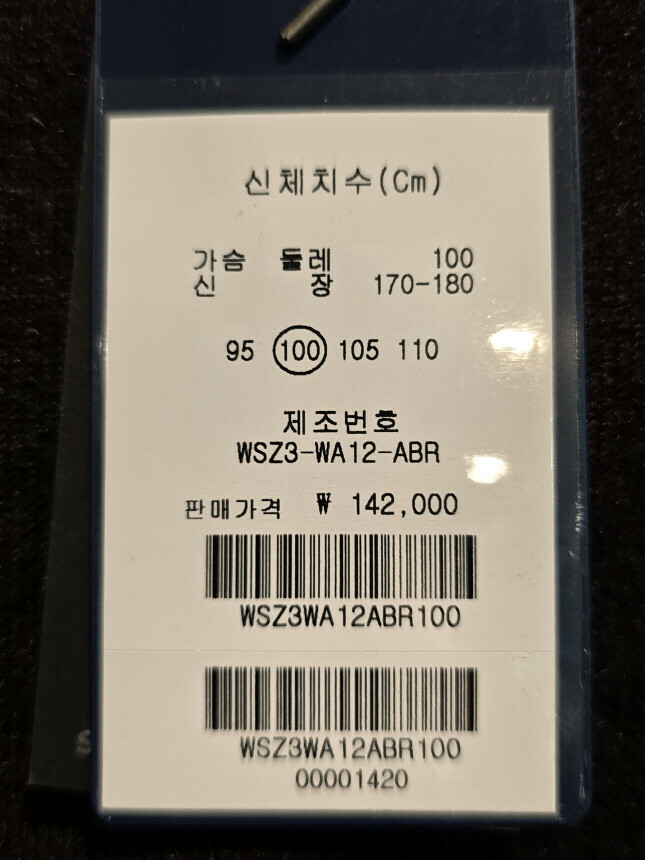 신체치수(Cm)
가슴 둘레 100
신 장 170-180
95 100 105 110
제조번호
WSZ3-WA12-ABR
판매가격 ₩ 142,000
WSZ3WA12ABR100
WSZ3WA12ABR100
00001420